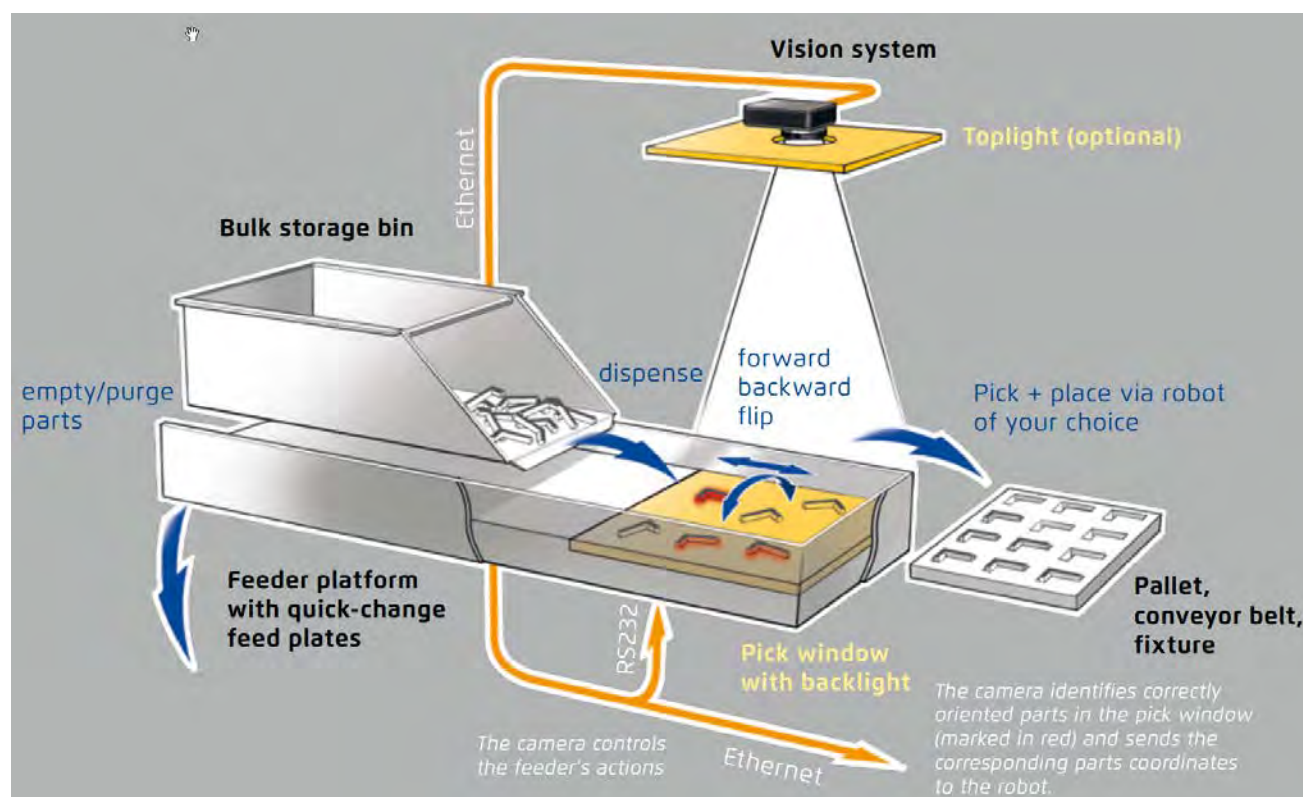 Vision system
Toplight (optional)
Ethernet
Bulk storage bin
dispense
forward
backward
flip
empty/purge
parts
Pick + place via robot
of your choice
Feeder platform
with quick-change
feed plates
RS232
Pick window
with backlight
Pallet,
conveyor belt,
fixture
The camera controls
the feeder's actions
Ethernet
The camera identifies correctly
oriented parts in the pick window
(marked in red) and sends the
corresponding parts coordinates
to the robot.